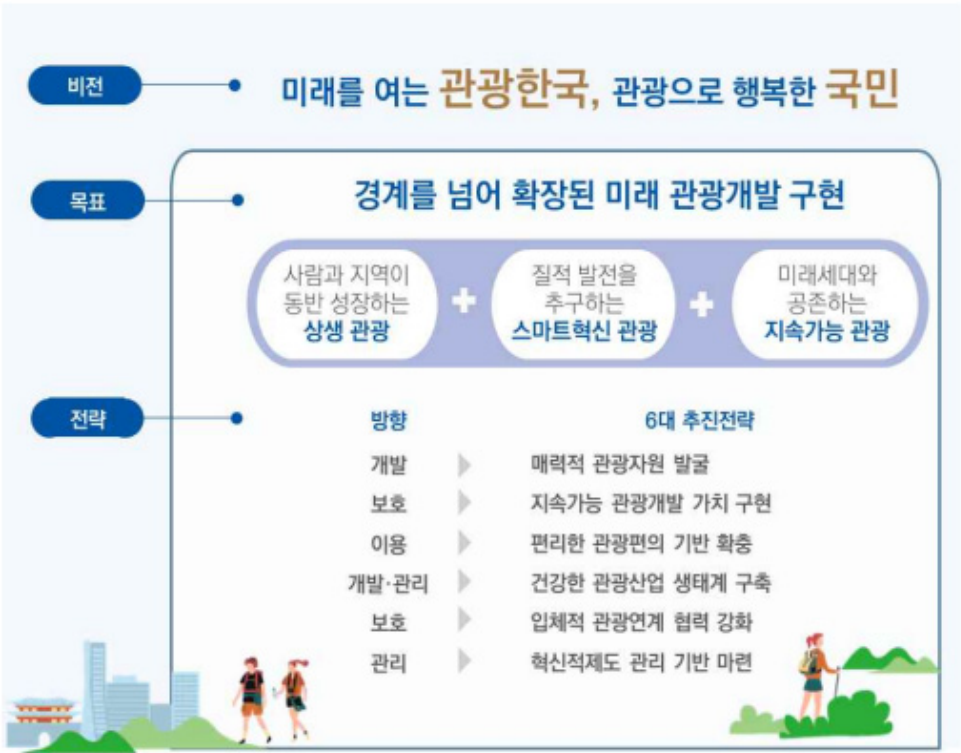 비전
미래를 여는 관광한국, 관광으로 행복한 국민
목표
경계를 넘어 확장된 미래 관광개발 구현
사람과 지역이
동반 성장하는
상생 관광
+
질적 발전을
추구하는
스마트혁신 관광
+
미래세대와
공존하는
지속가능 관광
전략
방향 6대 추진전략
개발 매력적 관광자원 발굴
보호 지속가능 관광개발 가치 구현
이용 편리한 관광편의 기반 확충
개발·관리 건강한 관광산업 생태계 구축
보호 입체적 관광연계 협력 강화
관리 혁신적제도 관리 기반 마련